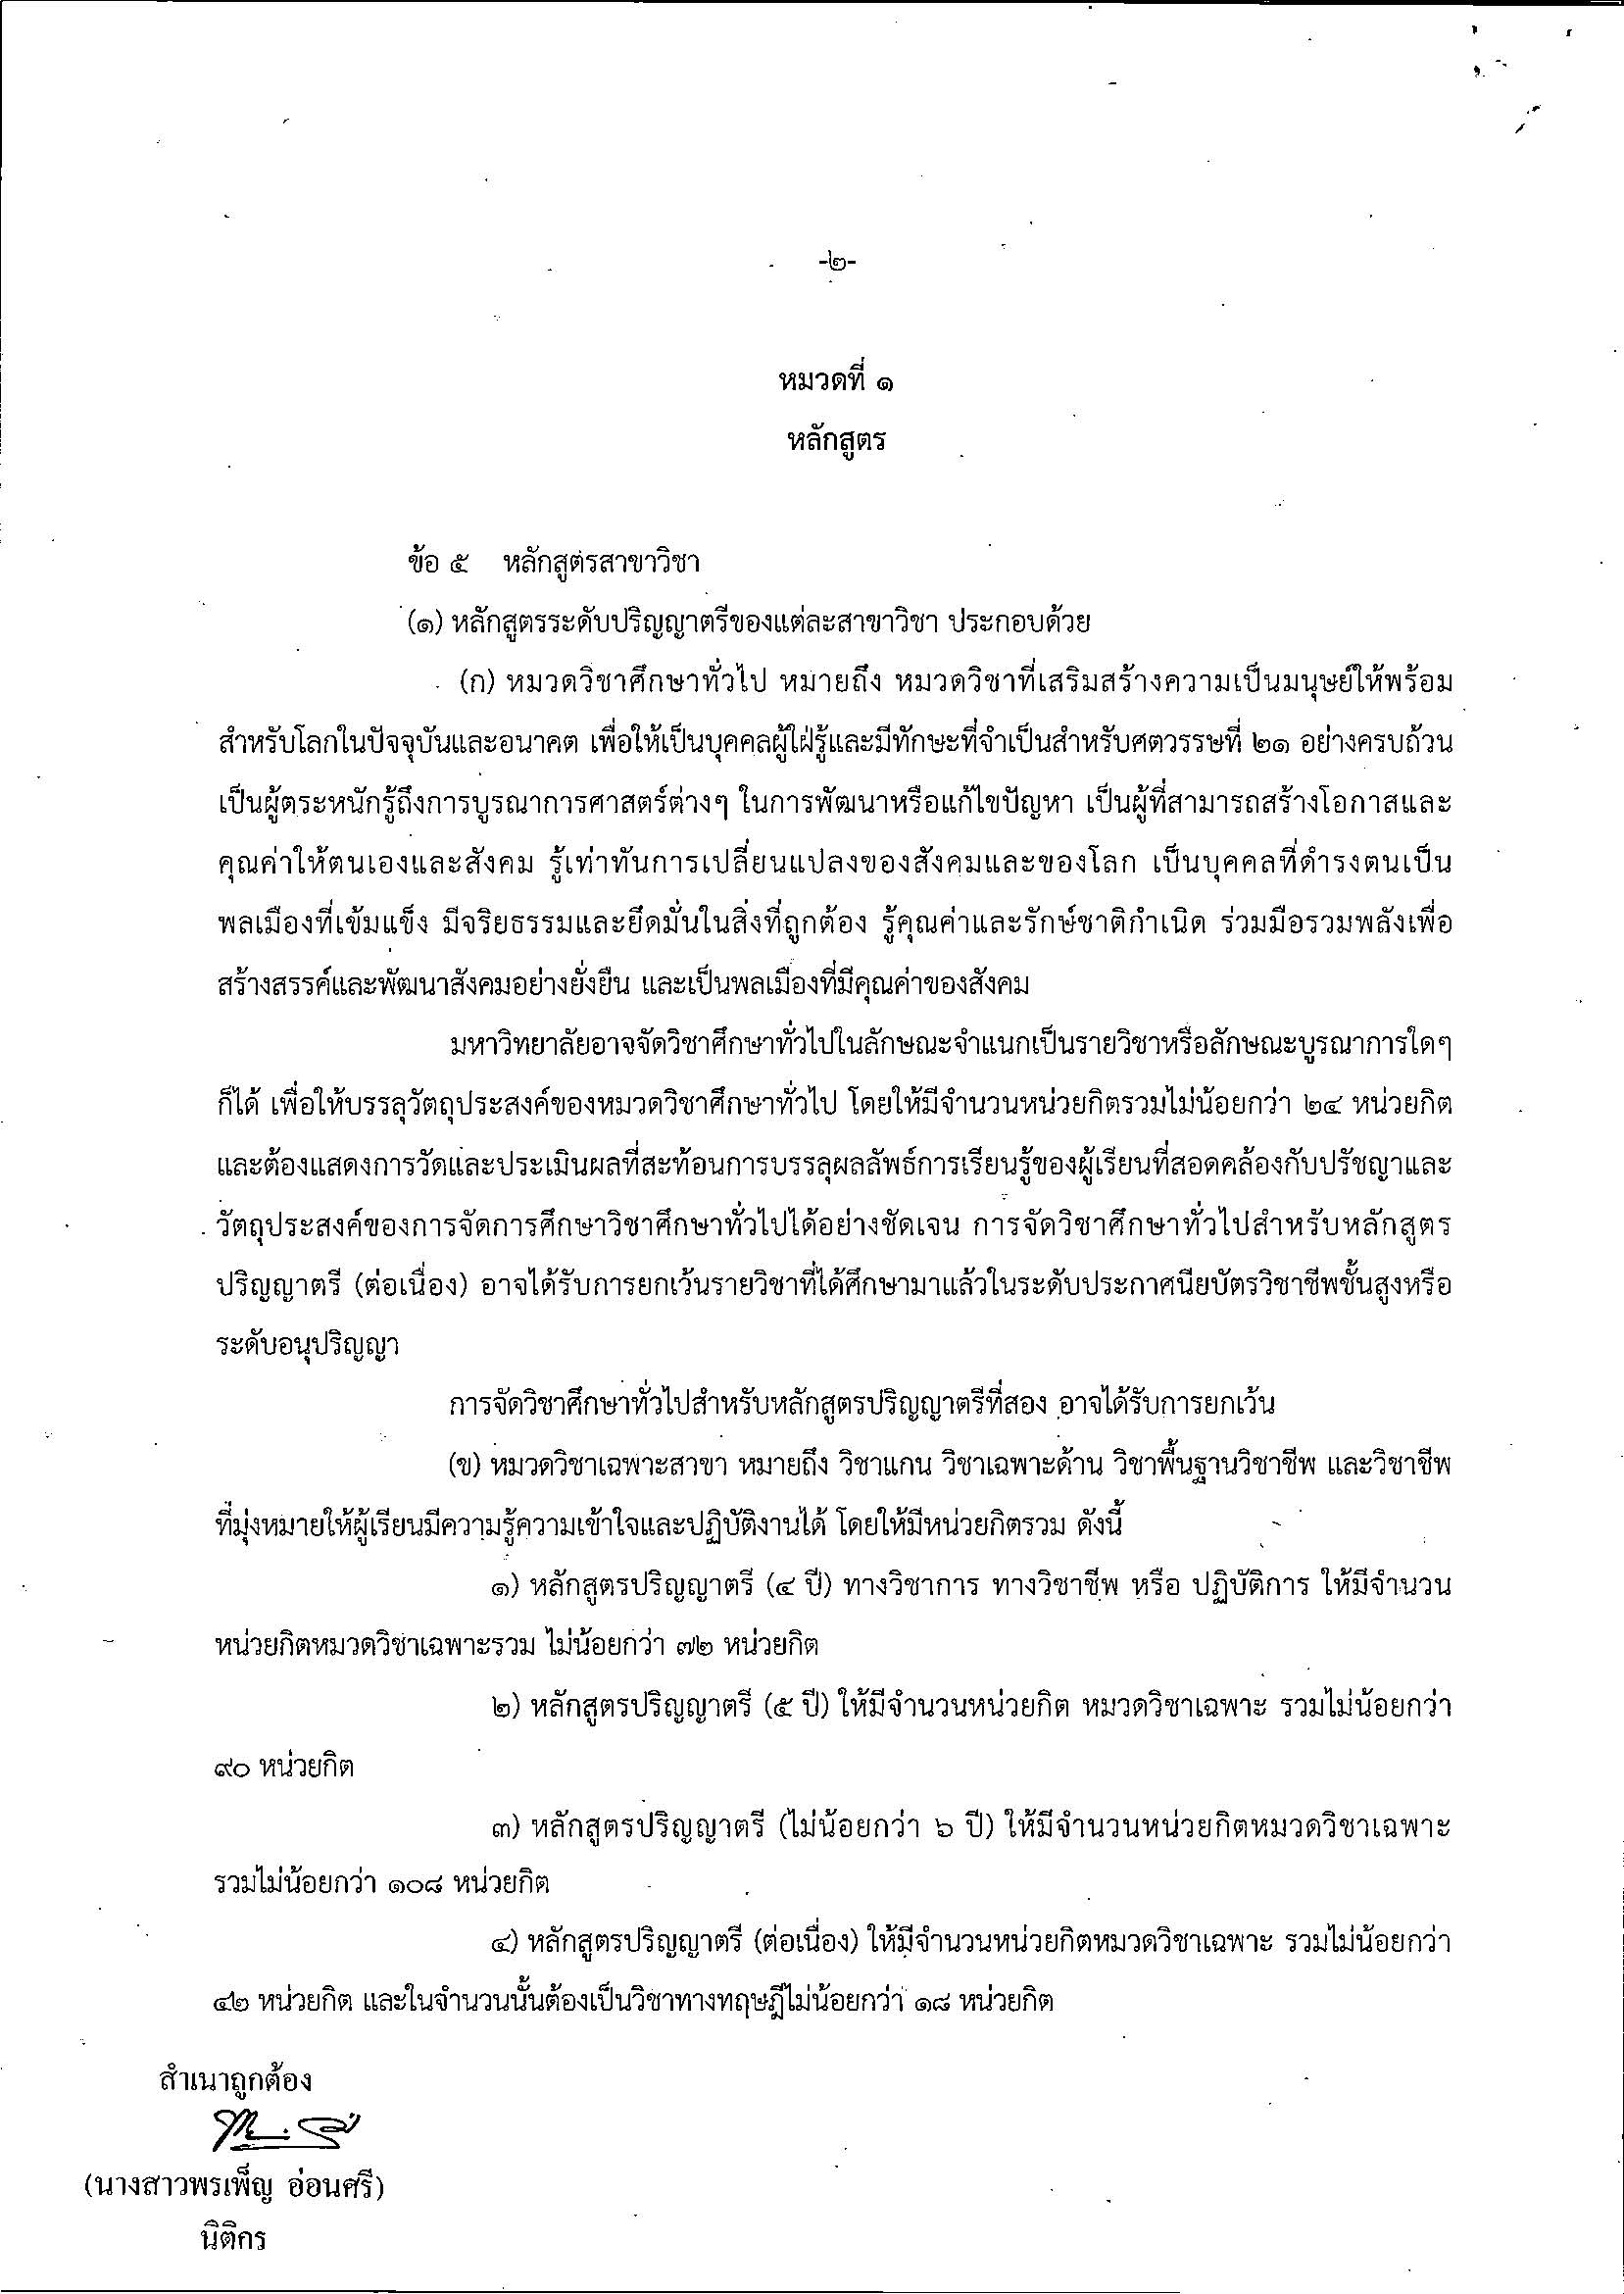 -๒-
หมวดที่ ๑
หลักสูตร
ข้อ ๕ หลักสูตรสาขาวิชา
(๑) หลักสูตรระดับปริญญาตรีของแต่ละสาขาวิชา ประกอบด้วย
(ก) หมวดวิชาศึกษาทั่วไป หมายถึง หมวดวิชาที่เสริมสร้างความเป็นมนุษย์ให้พร้อม
สำหรับโลกในปัจจุบันและอนาคต เพื่อให้เป็นบุคคลผู้ใฝ่รู้และมีทักษะที่จำเป็นสำหรับศตวรรษที่ ๒๑ อย่างครบถ้วน
เป็นผู้ตระหนักรู้ถึงการบูรณาการศาสตร์ต่างๆ ในการพัฒนาหรือแก้ไขปัญหา เป็นผู้ที่สามารถสร้างโอกาสและ
คุณค่าให้ตนเองและสังคม รู้เท่าทันการเปลี่ยนแปลงของสังคมและของโลก เป็นบุคคลที่ดำรงตนเป็น
พลเมืองที่เข้มแข็ง มีจริยธรรมและยึดมั่นในสิ่งที่ถูกต้อง รู้คุณค่าและรักษ์ชาติกำเนิด ร่วมมือรวมพลังเพื่อ
สร้างสรรค์และพัฒนาสังคมอย่างยั่งยืน และเป็นพลเมืองที่มีคุณค่าของสังคม
มหาวิทยาลัยอาจจัดวิชาศึกษาทั่วไปในลักษณะจำแนกเป็นรายวิชาหรือลักษณะบูรณาการใดๆ
ก็ได้ เพื่อให้บรรลุวัตถุประสงค์ของหมวดวิชาศึกษาทั่วไป โดยให้มีจำนวนหน่วยกิตรวมไม่น้อยกว่า ๒๔ หน่วยกิต
และต้องแสดงการวัดและประเมินผลที่สะท้อนการบรรลุผลลัพธ์การเรียนรู้ของผู้เรียนที่สอดคล้องกับปรัชญาและ
วัตถุประสงค์ของการจัดการศึกษาวิชาศึกษาทั่วไปได้อย่างชัดเจน การจัดวิชาศึกษาทั่วไปสำหรับหลักสูตร
ปริญญาตรี (ต่อเนื่อง) อาจได้รับการยกเว้นรายวิชาที่ได้ศึกษามาแล้วในระดับประกาศนียบัตรวิชาชีพชั้นสูงหรือ
ระดับอนุปริญญา
การจัดวิชาศึกษาทั่วไปสำหรับหลักสูตรปริญญาตรีที่สอง อาจได้รับการยกเว้น
(ข) หมวดวิชาเฉพาะสาขา หมายถึง วิชาแกน วิชาเฉพาะด้าน วิชาพื้นฐานวิชาชีพ และวิชาชีพ
ที่มุ่งหมายให้ผู้เรียนมีความรู้ความเข้าใจและปฏิบัติงานได้ โดยให้มีหน่วยกิตรวม ดังนี้
๑) หลักสูตรปริญญาตรี (๔ ปี) ทางวิชาการ ทางวิชาชีพ หรือ ปฏิบัติการ ให้มีจำนวน
หน่วยกิตหมวดวิชาเฉพาะรวม ไม่น้อยกว่า ๗๒ หน่วยกิต
๒) หลักสูตรปริญญาตรี (๕ ปี) ให้มีจำนวนหน่วยกิต หมวดวิชาเฉพาะ รวมไม่น้อยกว่า
๙๐ หน่วยกิต
๓) หลักสูตรปริญญาตรี (ไม่น้อยกว่า ๖ ปี) ให้มีจำนวนหน่วยกิตหมวดวิชาเฉพาะ
รวมไม่น้อยกว่า ๑๐๘ หน่วยกิต
๔) หลักสูตรปริญญาตรี (ต่อเนื่อง) ให้มีจำนวนหน่วยกิตหมวดวิชาเฉพาะ รวมไม่น้อยกว่า
๔๒ หน่วยกิต และในจำนวนนั้นต้องเป็นวิชาทางทฤษฎีไม่น้อยกว่า ๑๘ หน่วยกิต
สำเนาถูกต้อง
(นางสาวพรเพ็ญ อ่อนศรี)
นิติกร